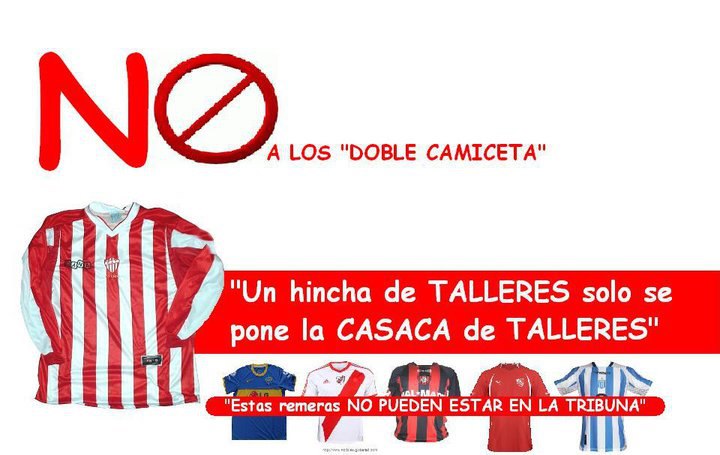 NO
A LOS "DOBLE CAMICETA"
"Un hincha de TALLERES solo se
pone la CASACA de TALLERES"
"Estas remeras NO PUEDEN ESTAR EN LA TRIBUNA"